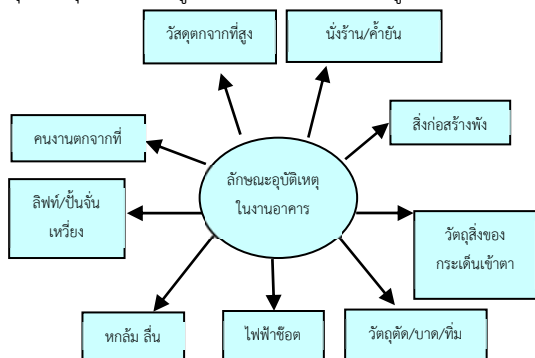 วัสดุตกจากที่สูง
นั่งร้าน/ค้ำยัน
สิ่งก่อสร้างพัง
คนงานตกจากที่
ลักษณะอุบัติเหตุ
ในงานอาคาร
ลิฟท์/ปั้นจั่น
เหวี่ยง
วัตถุสิ่งของ
กระเด็นเข้าตา
หกล้ม ลื่น
ไฟฟ้าช๊อต
วัตถุตัด/บาด/ทิ่ม